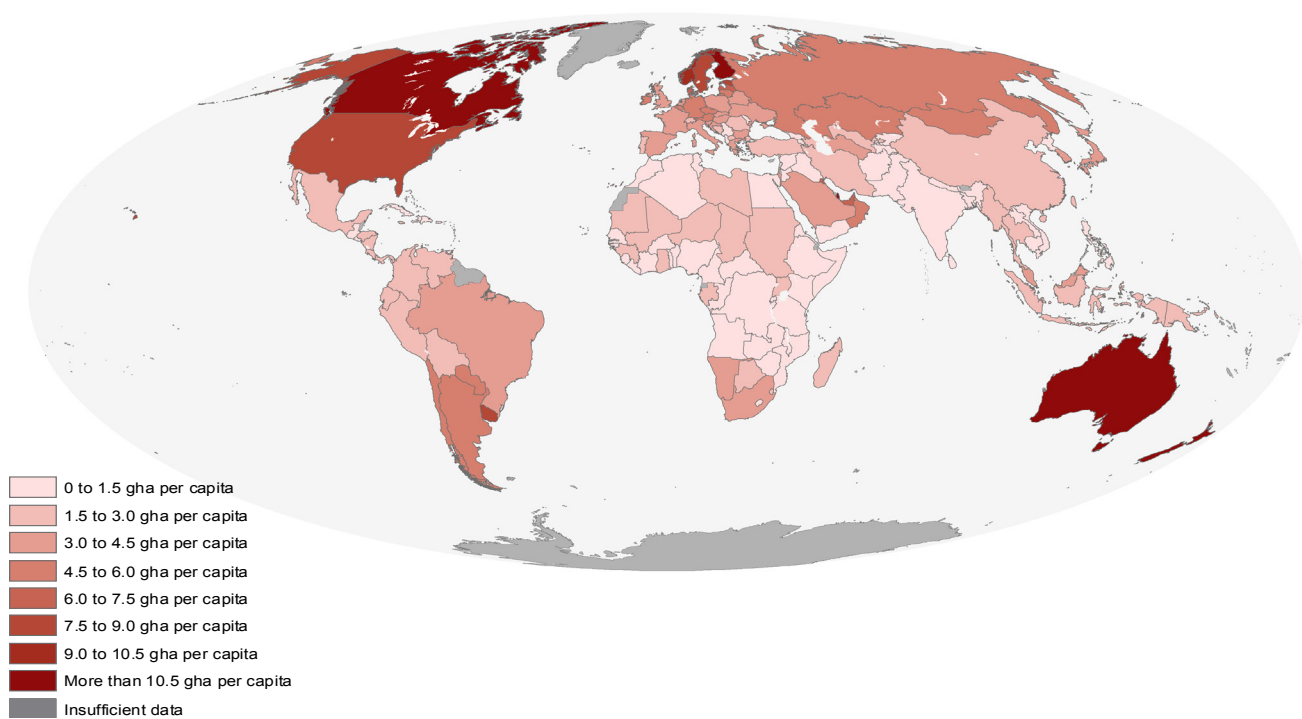 0 to 1.5 gha per capita
1.5 to 3.0 gha per capita
3.0 to 4.5 gha per capita
4.5 to 6.0 gha per capita
6.0 to 7.5 gha per capita
7.5 to 9.0 gha per capita
9.0 to 10.5 gha per capita
More than 10.5 gha per capita
Insufficient data